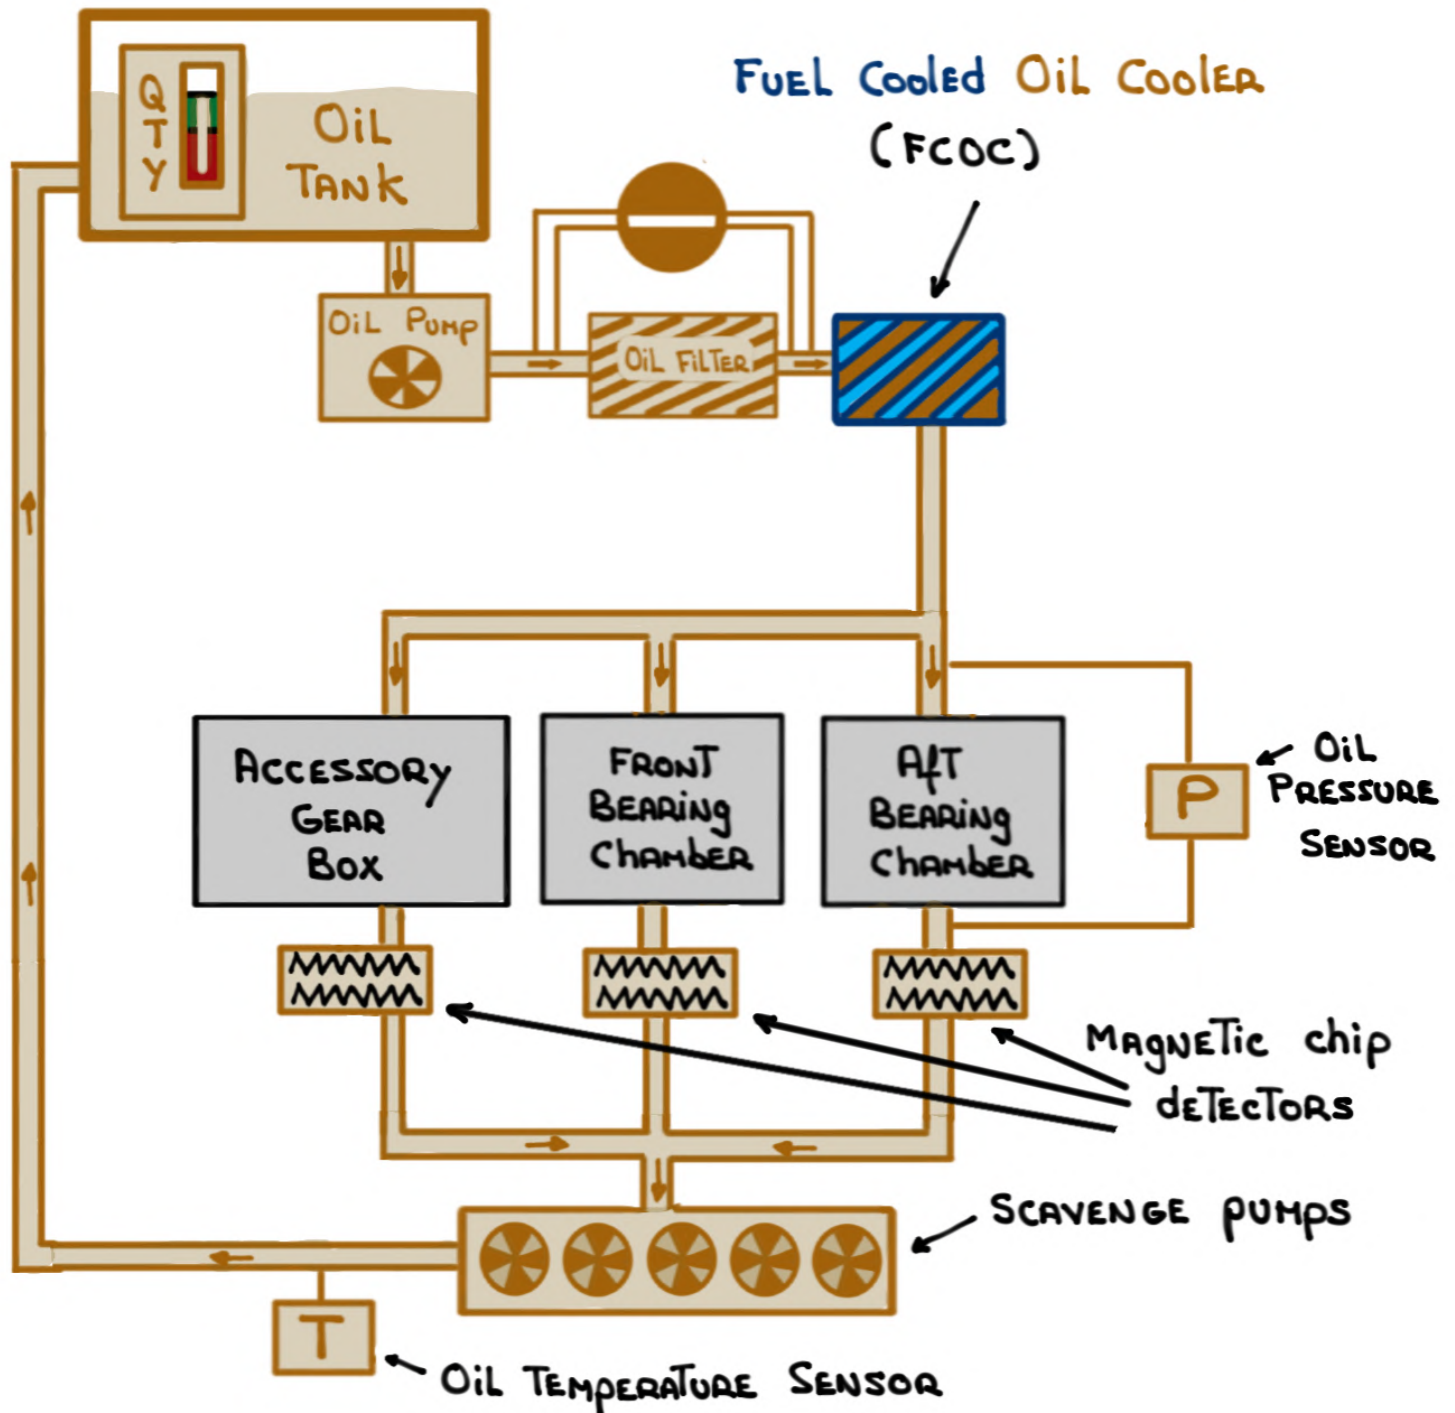 Fuel Cooled Oil Cooler
(FCOC)
QTY
Oil
Tank
Oil Pump
Oil Filter
Accessory
Gear
Box
Front
Bearing
Chamber
Aft
Bearing
Chamber
P
Oil
Pressure
Sensor
Magnetic chip
detectors
Scavenge pumps
T
Oil Temperature Sensor